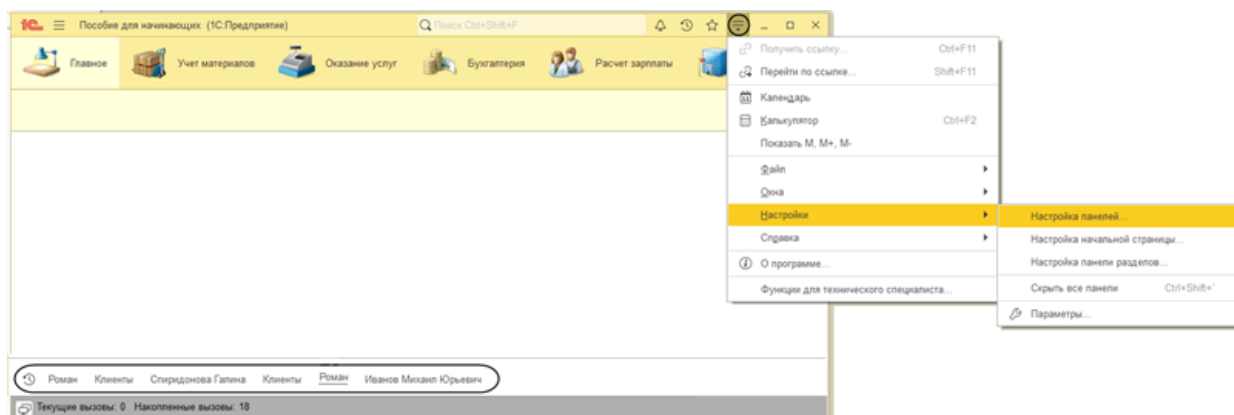 1С Пособие для начинающих (1С:Предприятие) Поиск Ctrl+Shift+F
Главное Учет материалов Оказание услуг Бухгалтерия Расчет зарплаты
Получить ссылку... Ctrl+F11
Перейти по ссылке... Shift+F11
31 Календарь
Калькулятор Ctrl+F2
Показать M, M+, M-
Файл
Окна
Настройки
Справка
О программе...
Функции для технического специалиста...
Настройка панелей...
Настройка начальной страницы...
Настройка панели разделов...
Скрыть все панели Ctrl+Shift+`
Параметры...
Роман Клиенты Спиридонова Галина Клиенты Роман Иванов Михаил Юрьевич
Текущие вызовы: 0 Накопленные вызовы: 18